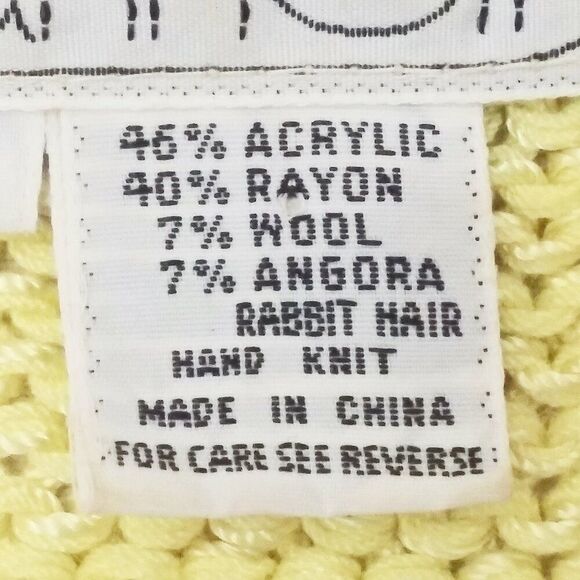 46% ACRYLIC
40% RAYON
7% WOOL
7% ANGORA
RABBIT HAIR
HAND KNIT
MADE IN CHINA
FOR CARE SEE REVERSE